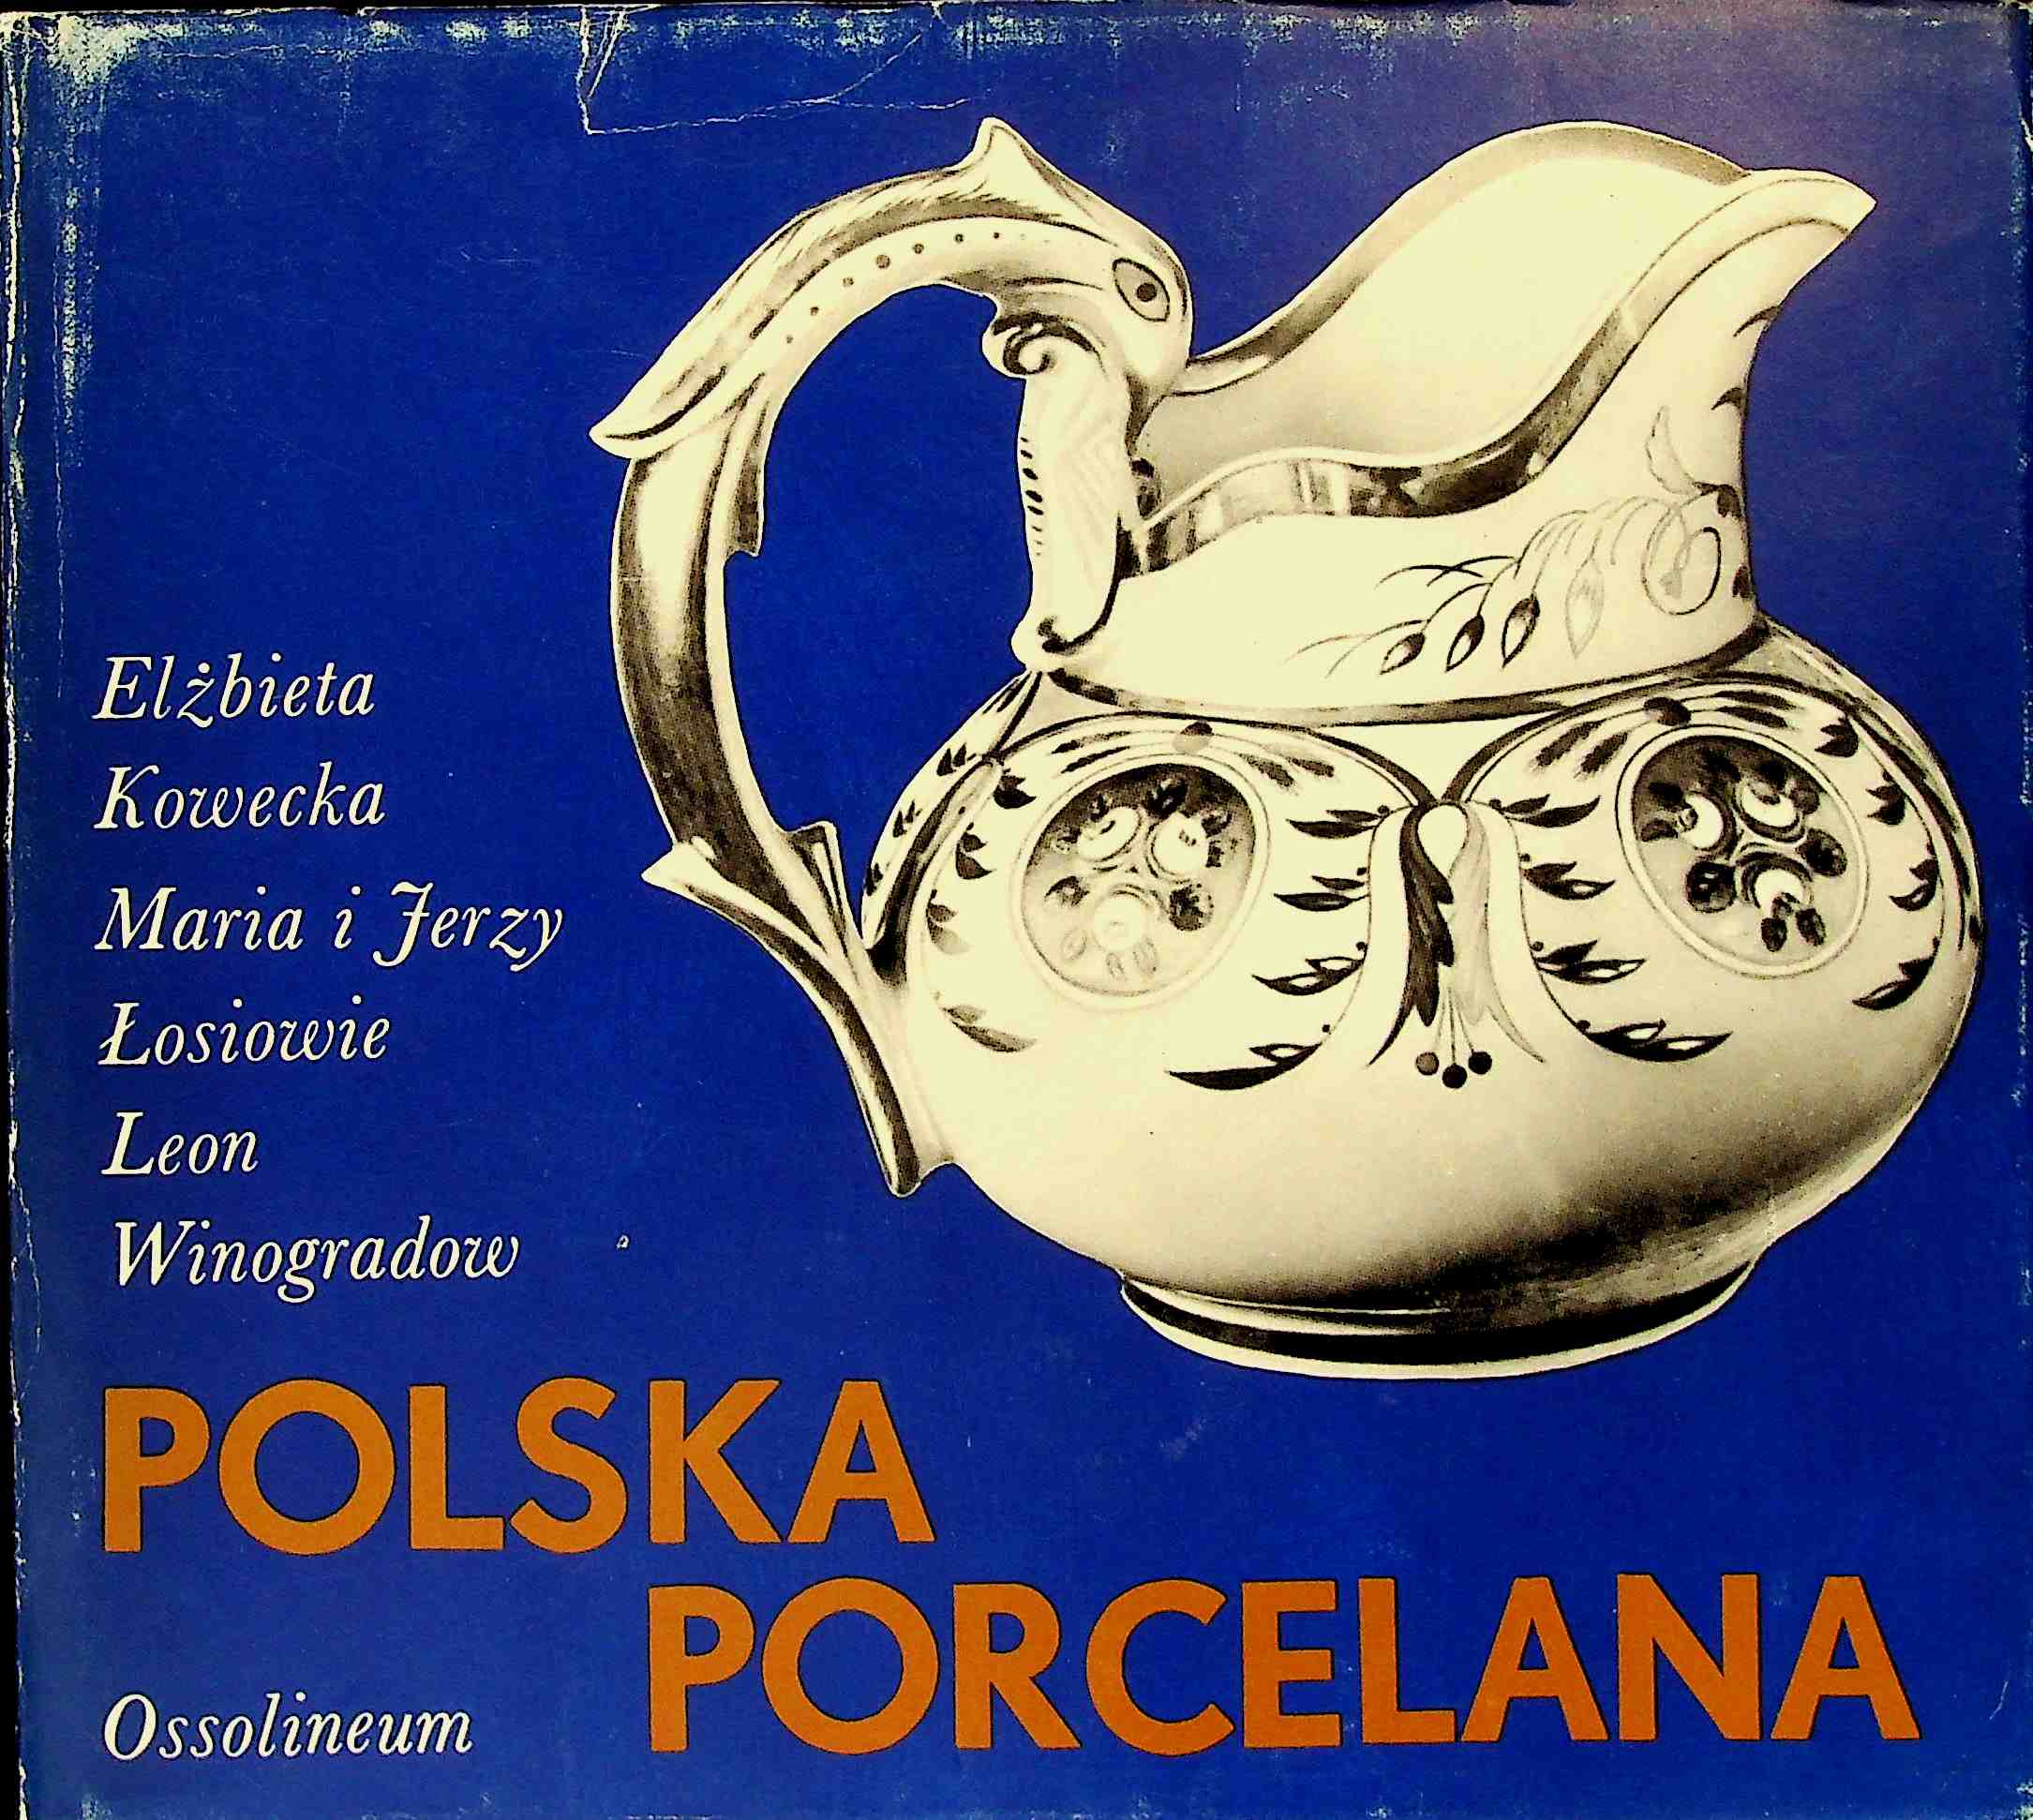 Elżbieta
Kowecka
Maria i Jerzy
Łosiowie
Leon
Winogradow
POLSKA
PORCELANA
Ossolineum